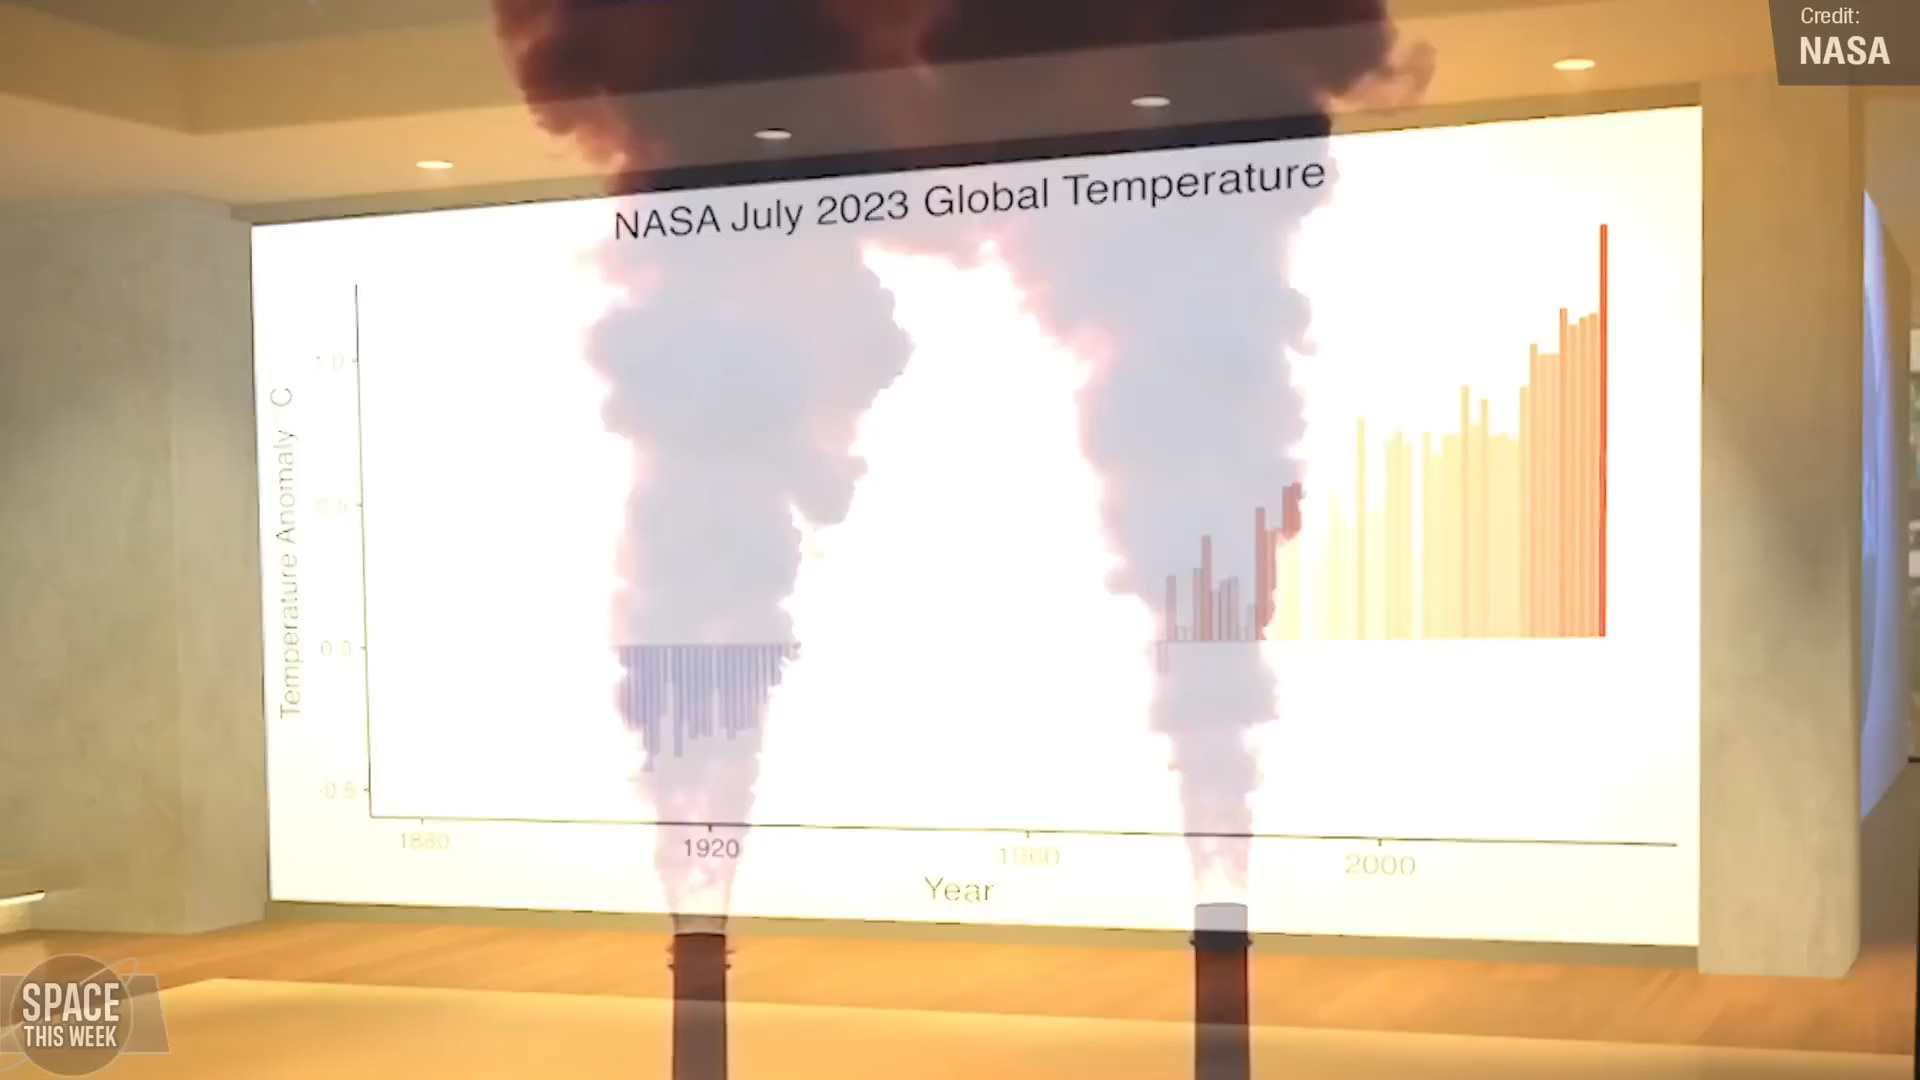 Credit:
NASA
NASA July 2023 Global Temperature
Temperature Anomaly °C
1.0
0.5
0.0
-0.5
1880
1920
1960
2000
Year
SPACE
THIS WEEK